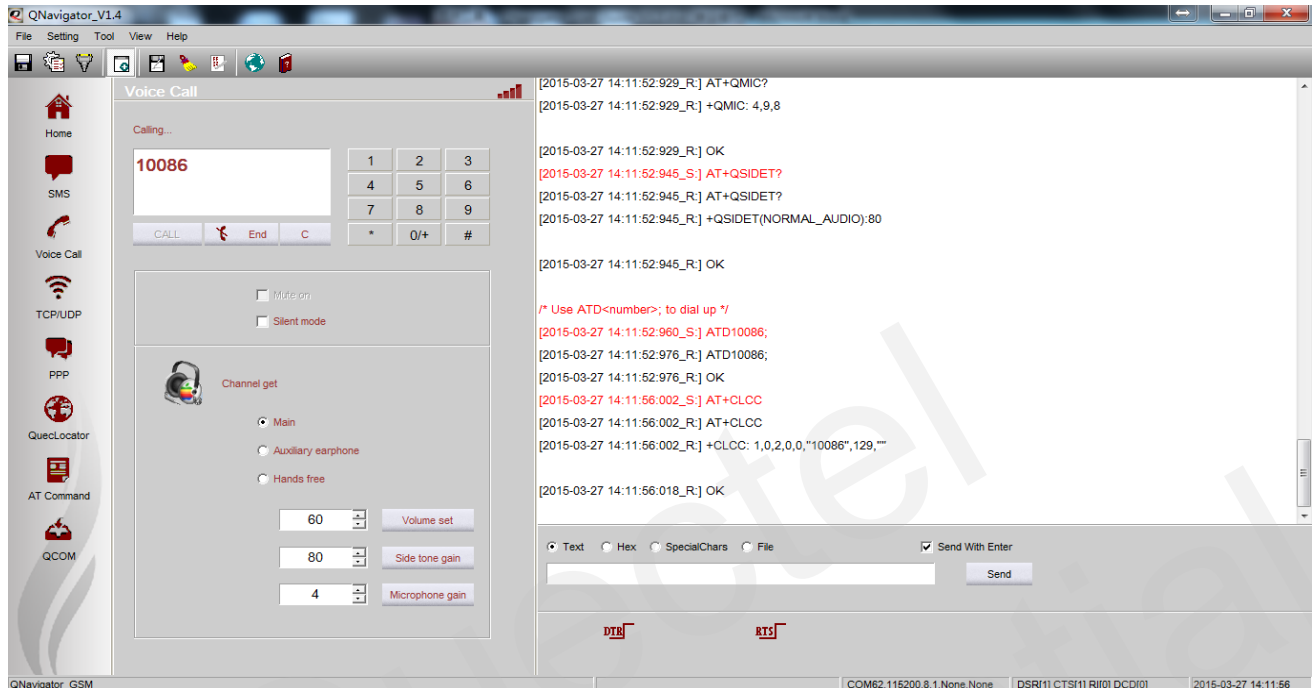 QNavigator_V1.4
File Setting Tool View Help
Home
SMS
Voice Call
TCP/UDP
PPP
QuecLocator
AT Command
QCOM
Voice Call
Calling...
10086
1 2 3
4 5 6
7 8 9
* 0/+ #
CALL End C
Mute on
Silent mode
Channel get
Main
Auxiliary earphone
Hands free
60 Volume set
80 Side tone gain
4 Microphone gain
[2015-03-27 14:11:52:929_R:] AT+QMIC?
[2015-03-27 14:11:52:929_R:] +QMIC: 4,9,8
[2015-03-27 14:11:52:929_R:] OK
[2015-03-27 14:11:52:945_S:] AT+QSIDET?
[2015-03-27 14:11:52:945_R:] AT+QSIDET?
[2015-03-27 14:11:52:945_R:] +QSIDET(NORMAL_AUDIO):80
[2015-03-27 14:11:52:945_R:] OK
/* Use ATD<number>; to dial up */
[2015-03-27 14:11:52:960_S:] ATD10086;
[2015-03-27 14:11:52:976_R:] ATD10086;
[2015-03-27 14:11:52:976_R:] OK
[2015-03-27 14:11:56:002_S:] AT+CLCC
[2015-03-27 14:11:56:002_R:] AT+CLCC
[2015-03-27 14:11:56:002_R:] +CLCC: 1,0,2,0,0,"10086",129,""
[2015-03-27 14:11:56:018_R:] OK
Text Hex SpecialChars File Send With Enter
Send
DTR RTS
QNavigator_GSM COM62,115200,8,1,None,None DSR[1] CTS[1] RI[0] DCD[0] 2015-03-27 14:11:56